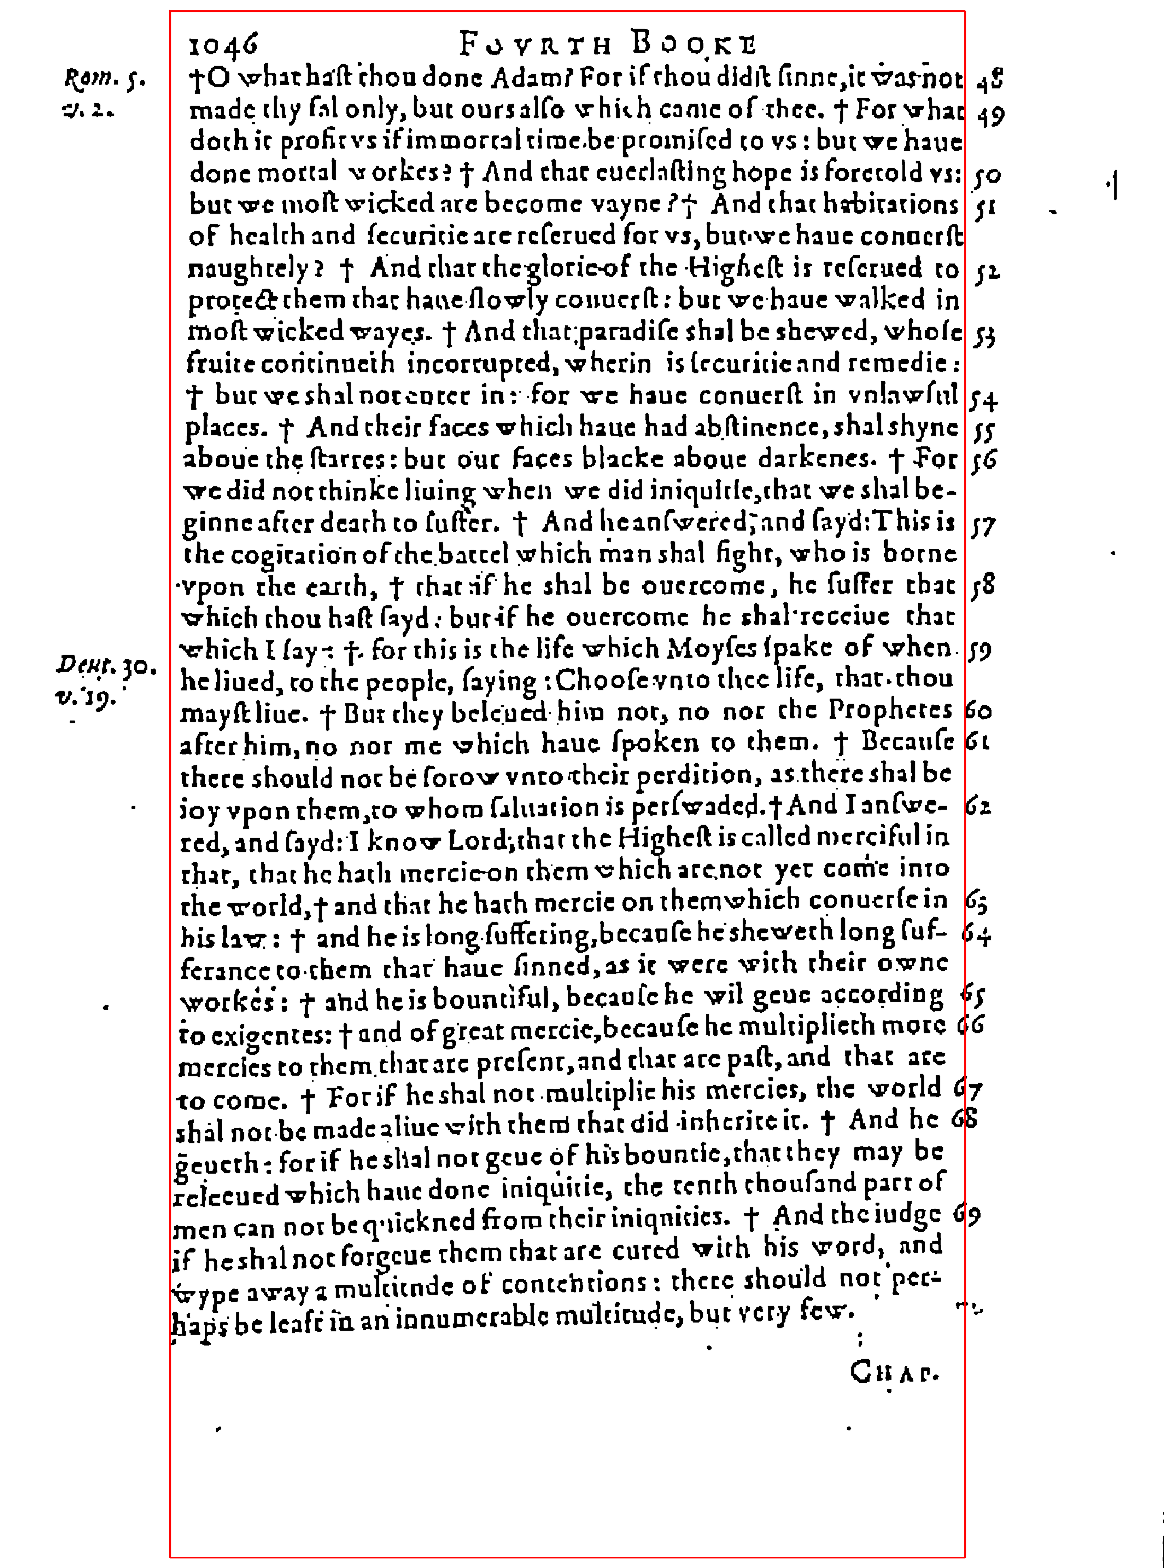 1046 FOVRTH BOOKE
Rom. 5. †O what haſt thou done Adam? For if thou didſt ſinne, it was not 48
v. 2. made thy fal only, but ours alſo which came of thee. † For what 49
doth it profit vs if immortal time be promiſed to vs: but we haue
done mortal workes? † And that euerlaſting hope is foretold vs: 50
but we moſt wicked are become vayne? † And that habitations 51
of health and ſecuritie are reſerued for vs, but we haue conuerſt
naughtely? † And that the glorie of the Higheſt is reſerued to 52
protect them that haue ſlowly conuerſt: but we haue walked in
moſt wicked wayes. † And that paradiſe shal be shewed, whoſe 53
fruite continueth incorrupted, wherin is ſecuritie and remedie:
† but we shal not enter in: for we haue conuerſt in vnlawful 54
places. † And their faces which haue had abſtinence, shal shyne 55
aboue the ſtarres: but our faces blacke aboue darkenes. † For 56
we did not thinke liuing when we did iniquitie, that we shal be-
ginne after death to ſuffer. † And he anſwered, and ſayd: This is 57
the cogitation of the battel which man shal fight, who is borne
vpon the earth, † that if he shal be ouercome, he ſuffer that 58
which thou haſt ſayd: but if he ouercome he shal receiue that
which I ſay: †. for this is the life which Moyſes ſpake of when 59
Deut. 30. he liued, to the people, ſaying: Chooſe vnto thee life, that thou
v. 19. mayſt liue. † But they beleued him not, no nor the Prophetes 60
after him, no nor me which haue ſpoken to them. † Becauſe 61
there should not be ſorow vnto their perdition, as there shal be
ioy vpon them, to whom ſaluation is perſwaded. † And I anſwe- 62
red, and ſayd: I know Lord, that the Higheſt is called merciful in
that, that he hath mercie on them which are not yet come into
the world, † and that he hath mercie on them which conuerſe in 63
his law: † and he is long ſuffering, becauſe he sheweth long ſuf- 64
ferance to them that haue ſinned, as it were with their owne
workes: † and he is bountiful, becauſe he wil geue according 65
to exigentes: † and of great mercie, becauſe he multiplieth more 66
mercies to them that are preſent, and that are paſt, and that are
to come. † For if he shal not multiplie his mercies, the world 67
shal not be made aliue with them that did inherite it. † And he 68
geueth: for if he shal not geue of his bountie, that they may be
releeued which haue done iniquitie, the tenth thouſand part of
men can not be quickned from their iniquities. † And the iudge 69
if he shal not forgeue them that are cured with his word, and
wype away a multitude of contentions: there should not per-
haps be leaft in an innumerable multitude, but very few.
CHAP.